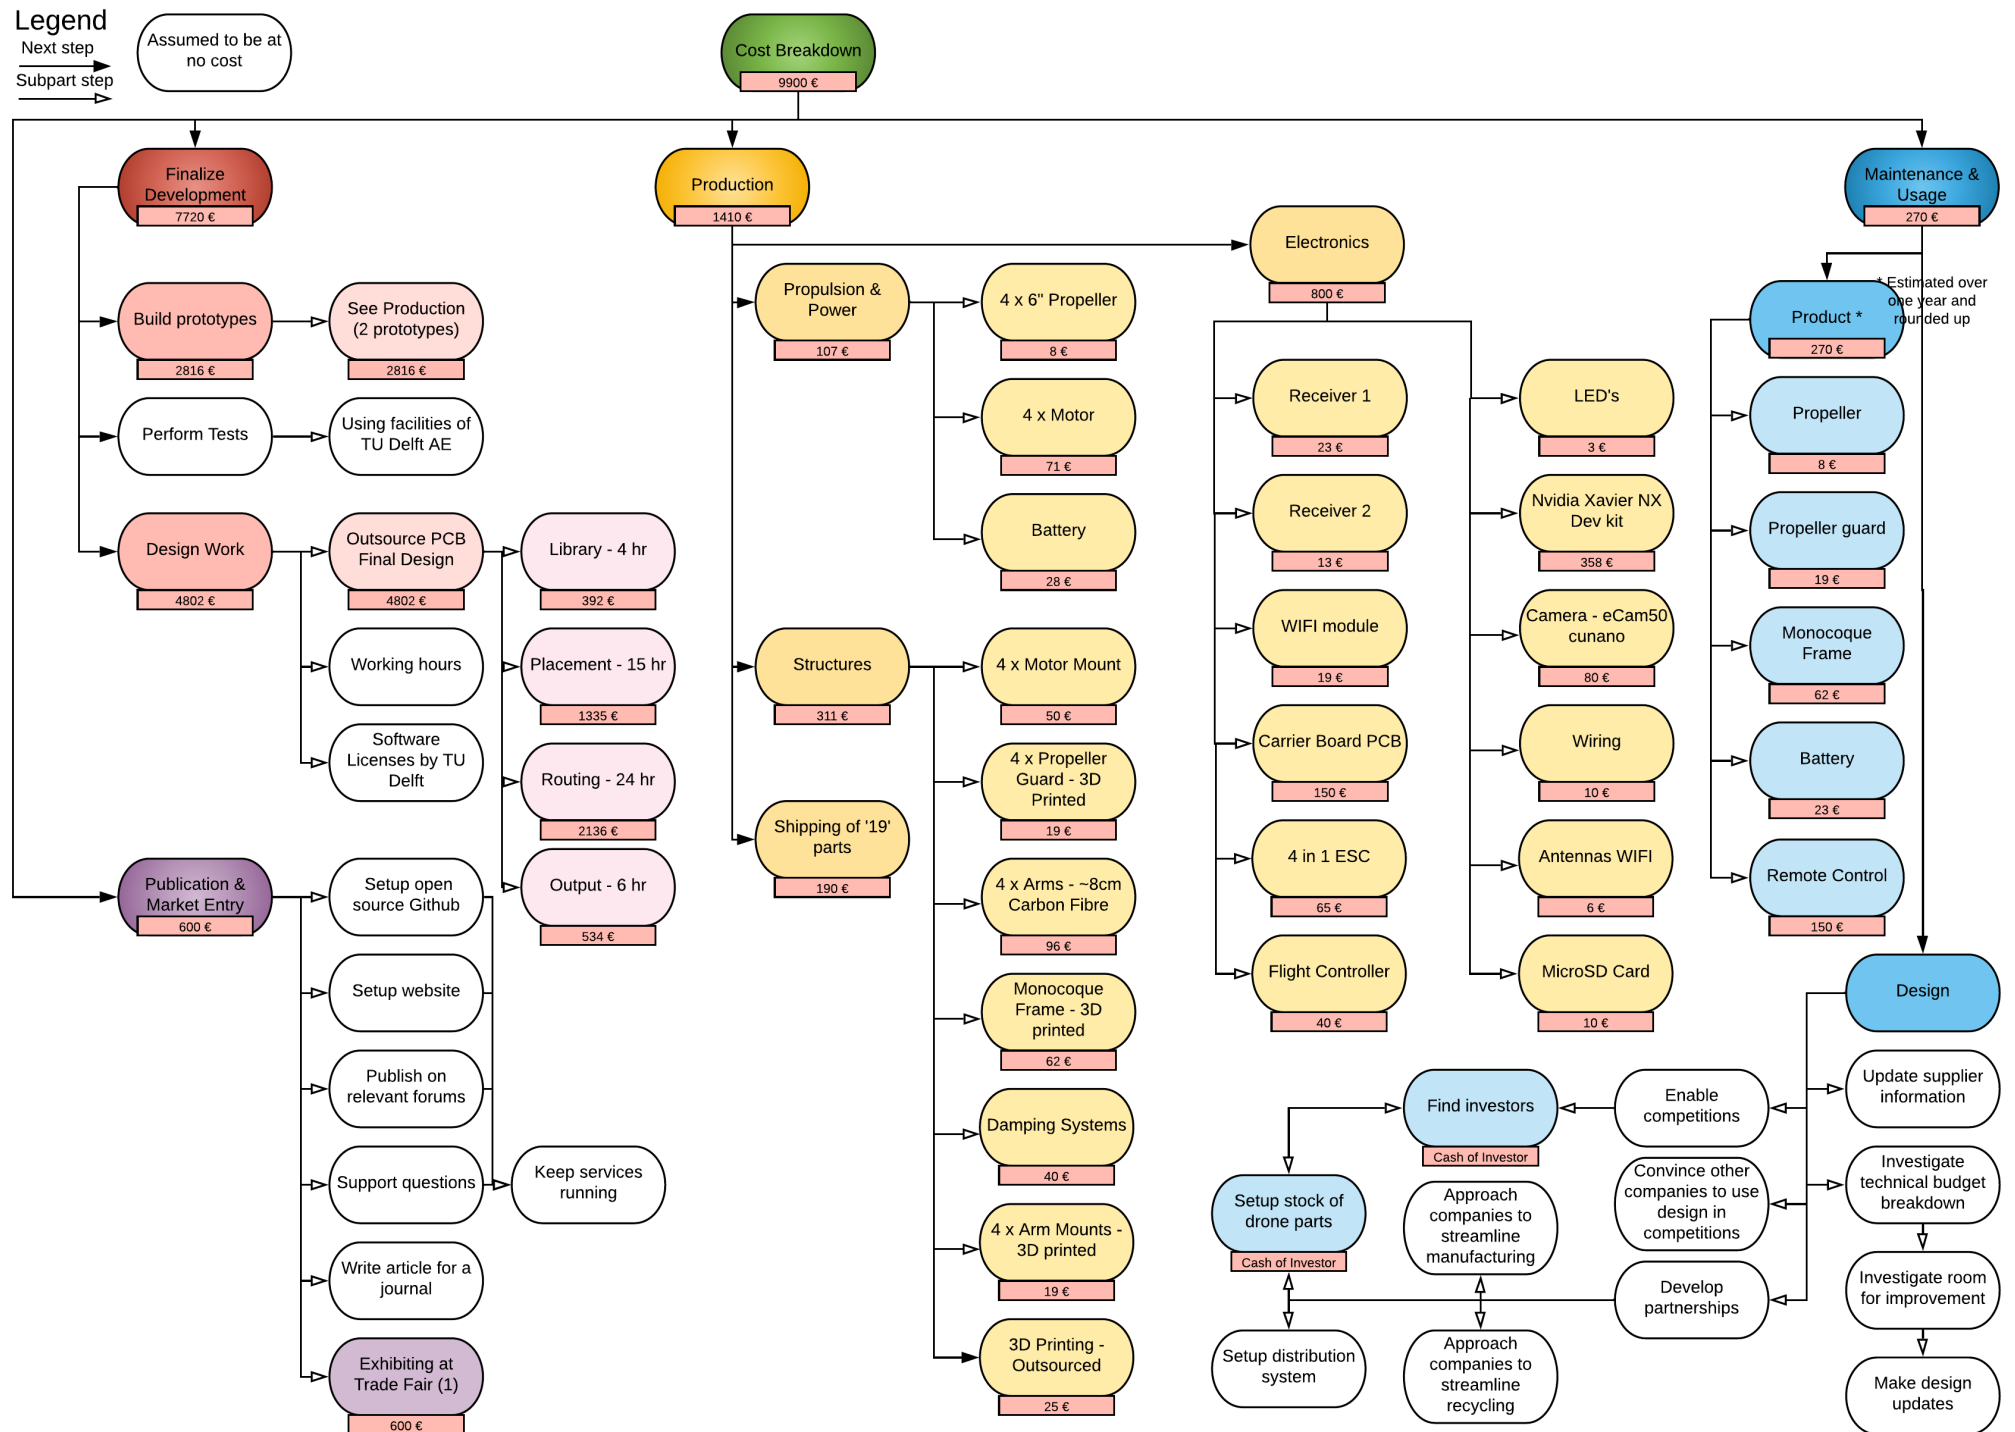 Legend
Next step
Subpart step
Assumed to be at
no cost
Cost Breakdown
9900 €
Finalize
Development
7720 €
Build prototypes
2816 €
See Production
(2 prototypes)
2816 €
Perform Tests
Using facilities of
TU Delft AE
Design Work
4802 €
Outsource PCB
Final Design
4802 €
Library - 4 hr
392 €
Working hours
Placement - 15 hr
1335 €
Software
Licenses by TU
Delft
Routing - 24 hr
2136 €
Output - 6 hr
534 €
Publication &
Market Entry
600 €
Setup open
source Github
Setup website
Publish on
relevant forums
Support questions
Keep services
running
Write article for a
journal
Exhibiting at
Trade Fair (1)
600 €
Production
1410 €
Propulsion &
Power
107 €
4 x 6" Propeller
8 €
4 x Motor
71 €
Battery
28 €
Structures
311 €
4 x Motor Mount
50 €
4 x Propeller
Guard - 3D
Printed
19 €
4 x Arms - ~8cm
Carbon Fibre
96 €
Monocoque
Frame - 3D
printed
62 €
Damping Systems
40 €
4 x Arm Mounts -
3D printed
19 €
3D Printing -
Outsourced
25 €
Shipping of '19'
parts
190 €
Electronics
800 €
Receiver 1
23 €
Receiver 2
13 €
WIFI module
19 €
Carrier Board PCB
150 €
4 in 1 ESC
65 €
Flight Controller
40 €
LED's
3 €
Nvidia Xavier NX
Dev kit
358 €
Camera - eCam50
cunano
80 €
Wiring
10 €
Antennas WIFI
6 €
MicroSD Card
10 €
Maintenance &
Usage
270 €
* Estimated over
one year and
rounded up
Product *
270 €
Propeller
8 €
Propeller guard
19 €
Monocoque
Frame
62 €
Battery
23 €
Remote Control
150 €
Design
Update supplier
information
Investigate
technical budget
breakdown
Investigate room
for improvement
Make design
updates
Enable
competitions
Convince other
companies to use
design in
competitions
Develop
partnerships
Find investors
Cash of Investor
Setup stock of
drone parts
Cash of Investor
Approach
companies to
streamline
manufacturing
Setup distribution
system
Approach
companies to
streamline
recycling